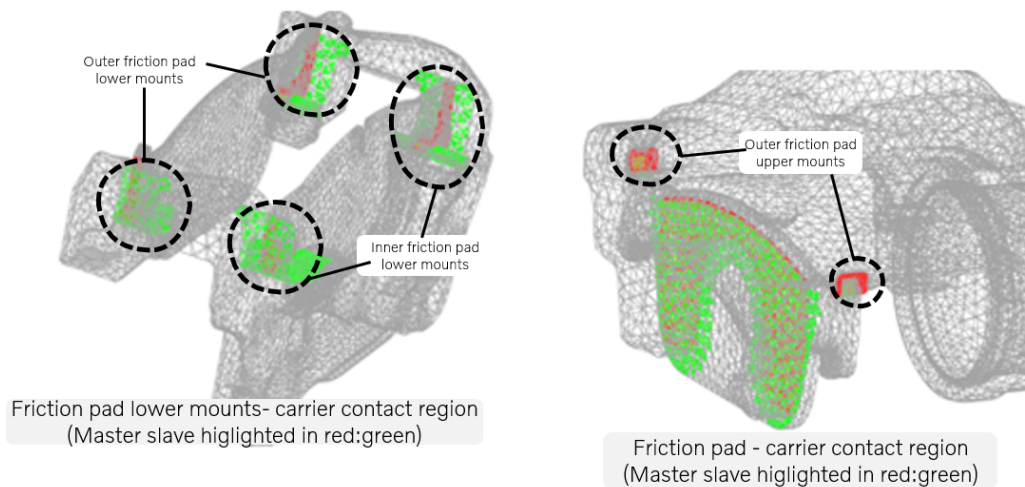 Outer friction pad
lower mounts
Inner friction pad
lower mounts
Friction pad lower mounts- carrier contact region
(Master slave higlighted in red:green)
Outer friction pad
upper mounts
Friction pad - carrier contact region
(Master slave higlighted in red:green)